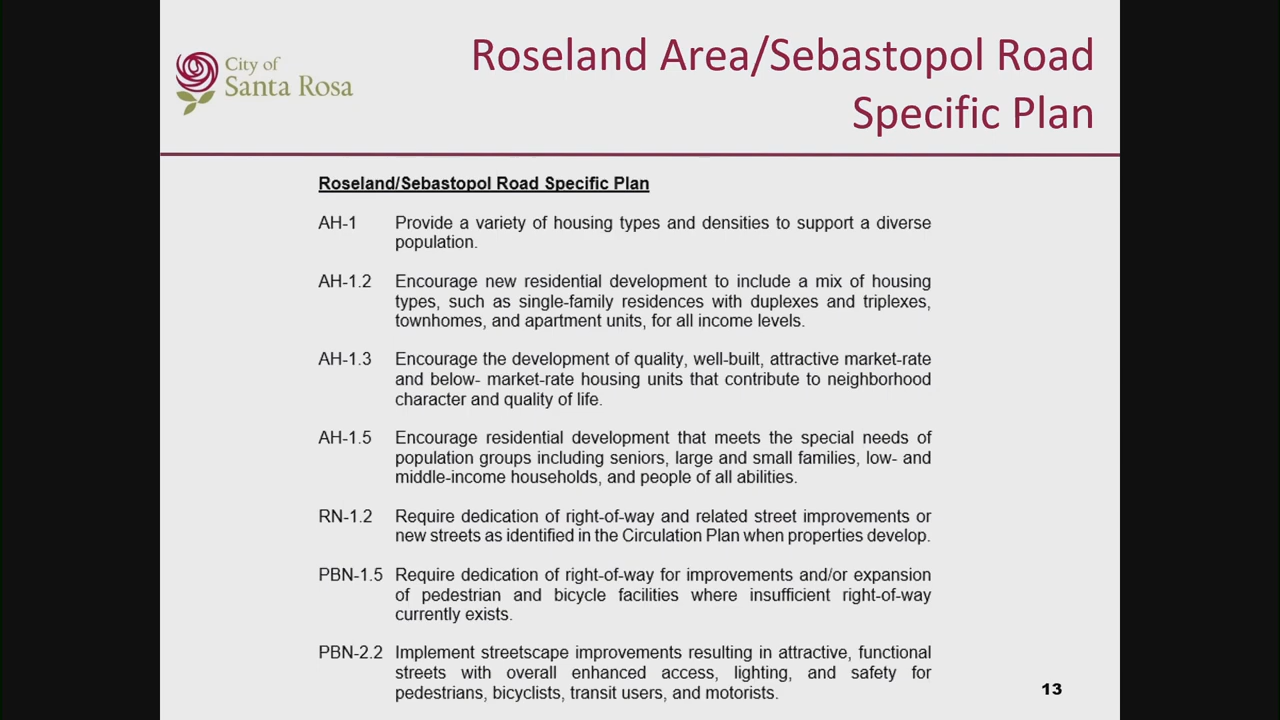 City of
Santa Rosa
Roseland Area/Sebastopol Road
Specific Plan
Roseland/Sebastopol Road Specific Plan
AH-1 Provide a variety of housing types and densities to support a diverse
population.
AH-1.2 Encourage new residential development to include a mix of housing
types, such as single-family residences with duplexes and triplexes,
townhomes, and apartment units, for all income levels.
AH-1.3 Encourage the development of quality, well-built, attractive market-rate
and below- market-rate housing units that contribute to neighborhood
character and quality of life.
AH-1.5 Encourage residential development that meets the special needs of
population groups including seniors, large and small families, low- and
middle-income households, and people of all abilities.
RN-1.2 Require dedication of right-of-way and related street improvements or
new streets as identified in the Circulation Plan when properties develop.
PBN-1.5 Require dedication of right-of-way for improvements and/or expansion
of pedestrian and bicycle facilities where insufficient right-of-way
currently exists.
PBN-2.2 Implement streetscape improvements resulting in attractive, functional
streets with overall enhanced access, lighting, and safety for
pedestrians, bicyclists, transit users, and motorists.
13